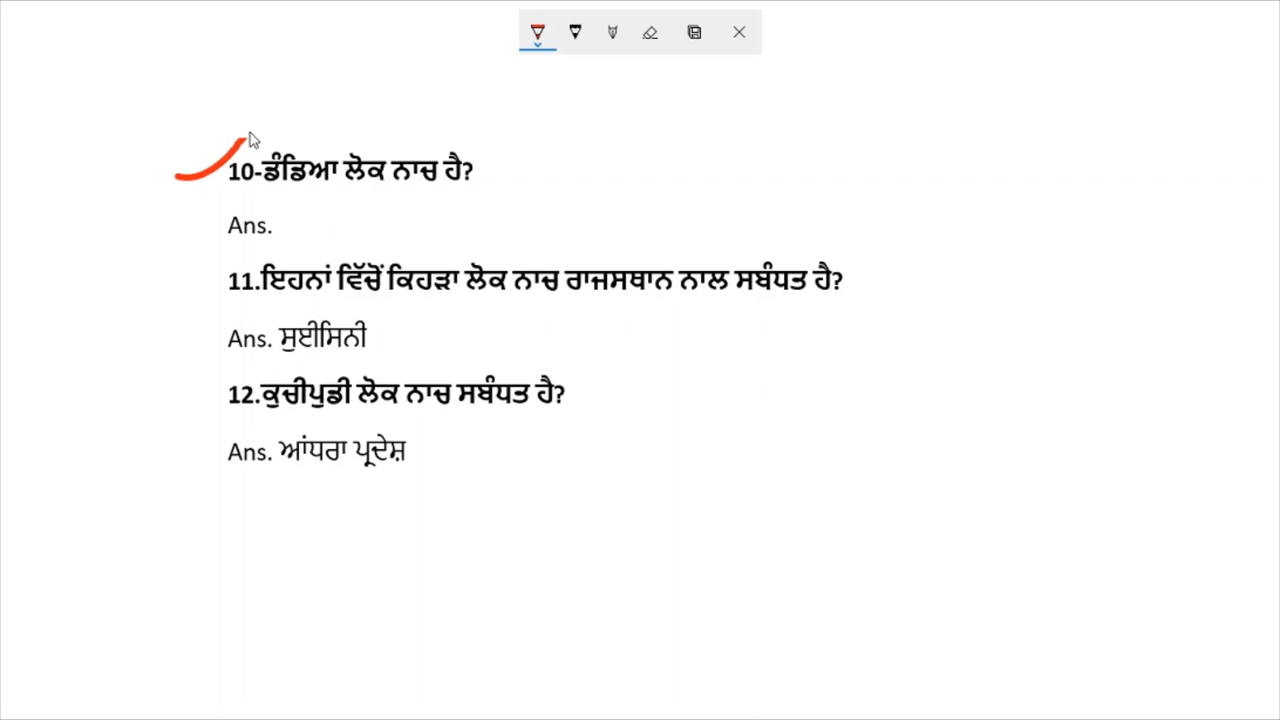 10-ਡੰਡਿਆ ਲੋਕ ਨਾਚ ਹੈ?
Ans.
11.ਇਹਨਾਂ ਵਿੱਚੋਂ ਕਿਹੜਾ ਲੋਕ ਨਾਚ ਰਾਜਸਥਾਨ ਨਾਲ ਸਬੰਧਤ ਹੈ?
Ans. ਸੁਈਸਿਨੀ
12.ਕੁਚੀਪੁਡੀ ਲੋਕ ਨਾਚ ਸਬੰਧਤ ਹੈ?
Ans. ਆਂਧਰਾ ਪ੍ਰਦੇਸ਼